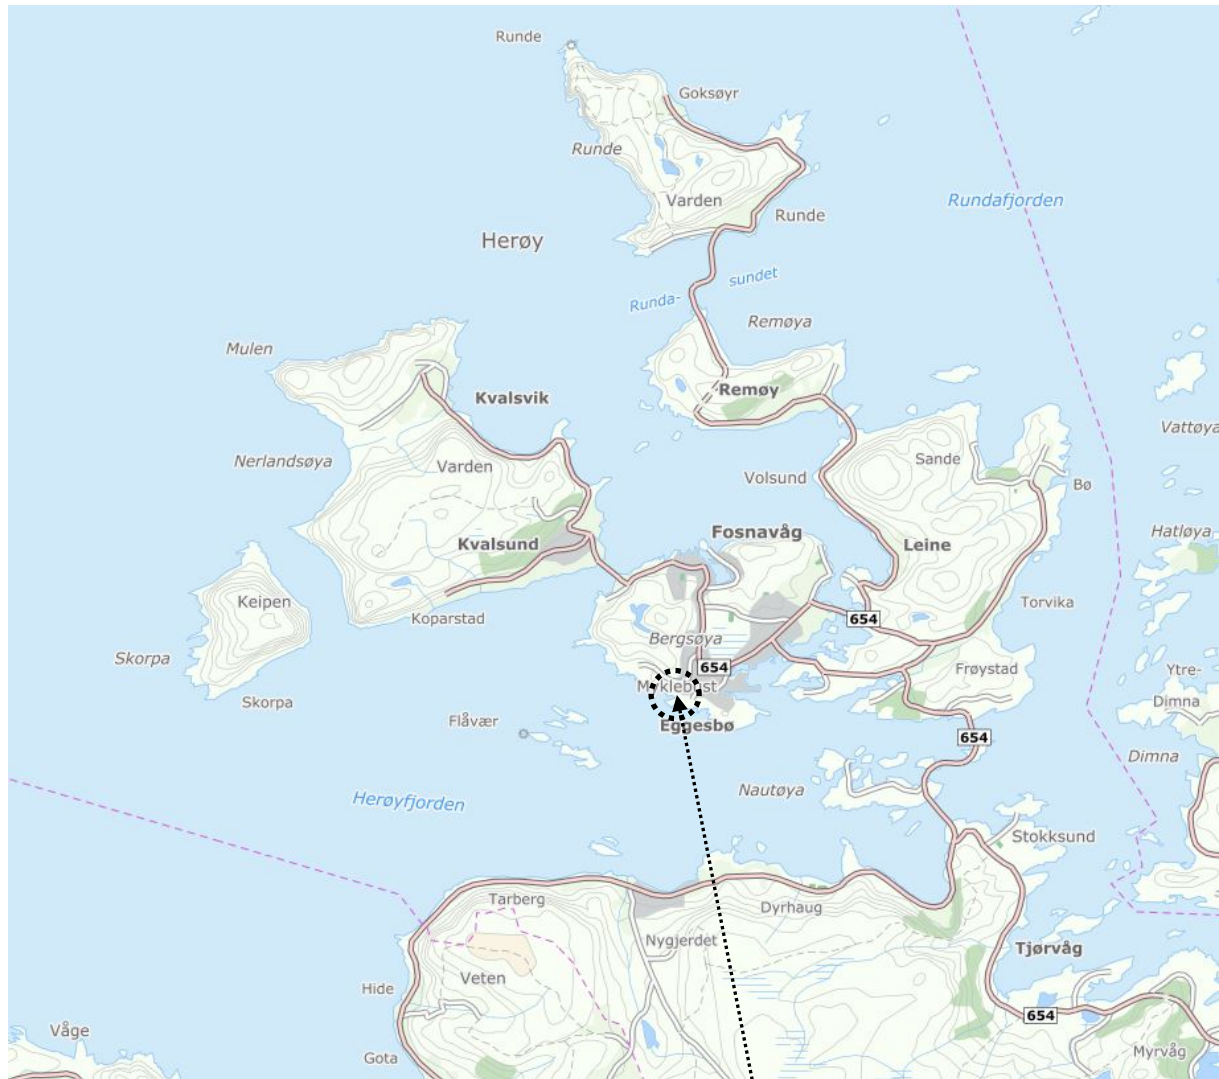 Runde
Goksøyr
Runde
Varden
Rundafjorden
Runde
Herøy
sundet
Runda-
Remøya
Mulen
Remøy
Kvalsvik
Vattøya
Nerlandsøya
Varden
Sande
Volsund
Bø
Fosnavåg
Hatløya
Kvalsund
Leine
Keipen
Torvika
Koparstad
654
Bergsøya
Skorpa
654
Frøystad
Ytre-
Dimna
Myklebust
Skorpa
Flåvær
Eggesbø
654
Dimna
Nautøya
Herøyfjorden
Stokksund
Tarberg
Dyrhaug
Nygjerdet
Tjørvåg
Veten
Hide
654
Våge
Gota
Myrvåg